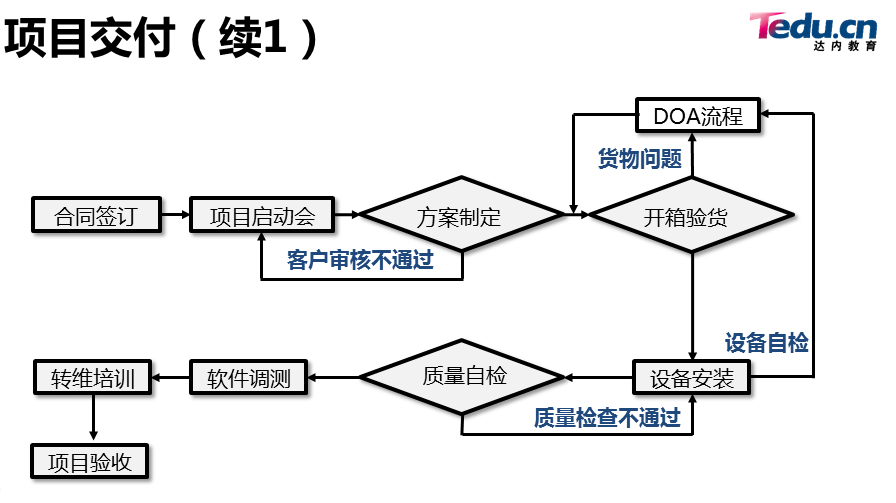 项目交付（续1）
Tedu.cn
达内教育
DOA流程
货物问题
合同签订
项目启动会
方案制定
开箱验货
客户审核不通过
设备自检
转维培训
软件调测
质量自检
设备安装
质量检查不通过
项目验收